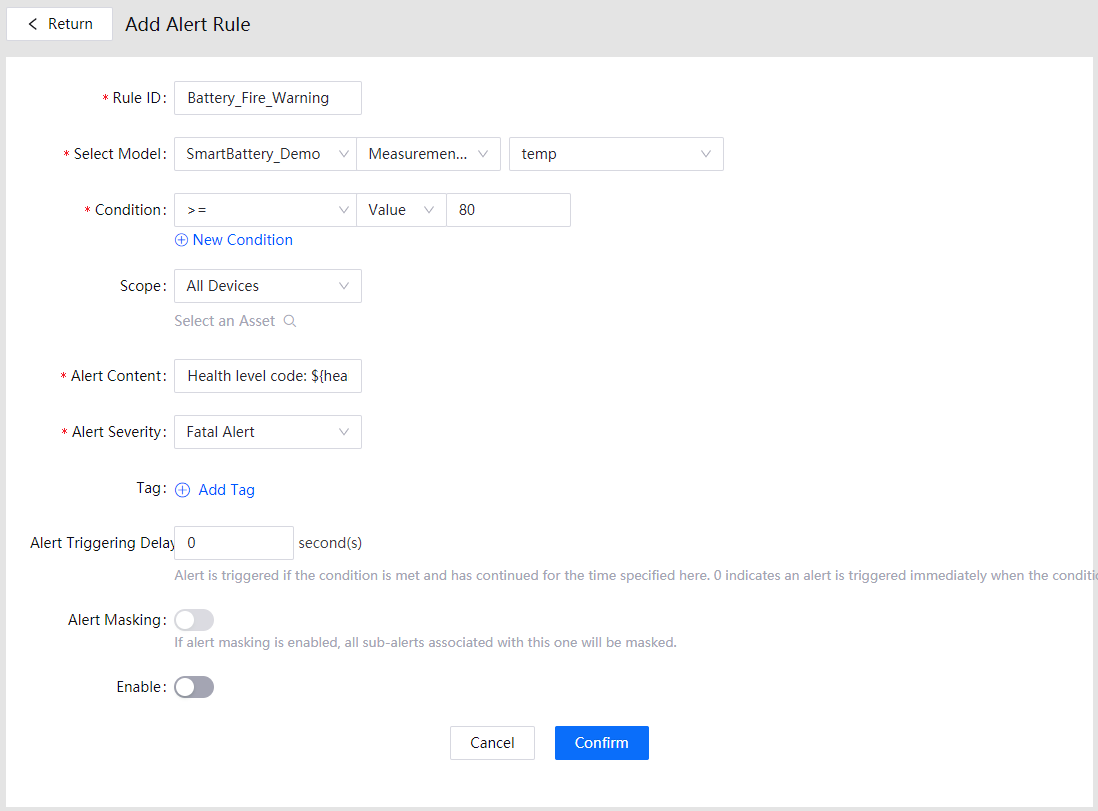 Return Add Alert Rule
* Rule ID: Battery_Fire_Warning
* Select Model: SmartBattery_Demo Measuremen... temp
* Condition: >= Value 80
New Condition
Scope: All Devices
Select an Asset
* Alert Content: Health level code: ${hea
* Alert Severity: Fatal Alert
Tag: Add Tag
Alert Triggering Delay 0 second(s)
Alert is triggered if the condition is met and has continued for the time specified here. 0 indicates an alert is triggered immediately when the conditi
Alert Masking:
If alert masking is enabled, all sub-alerts associated with this one will be masked.
Enable:
Cancel Confirm